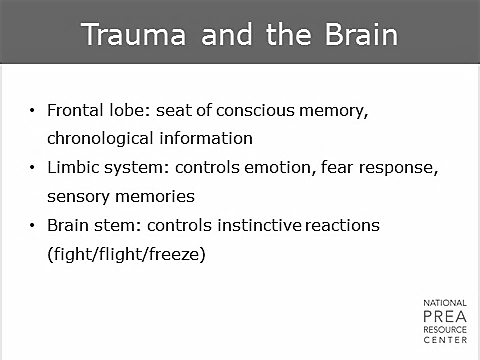 Trauma and the Brain
• Frontal lobe: seat of conscious memory,
chronological information
• Limbic system: controls emotion, fear response,
sensory memories
• Brain stem: controls instinctive reactions
(fight/flight/freeze)
NATIONAL
PREA
RESOURCE
CENTER